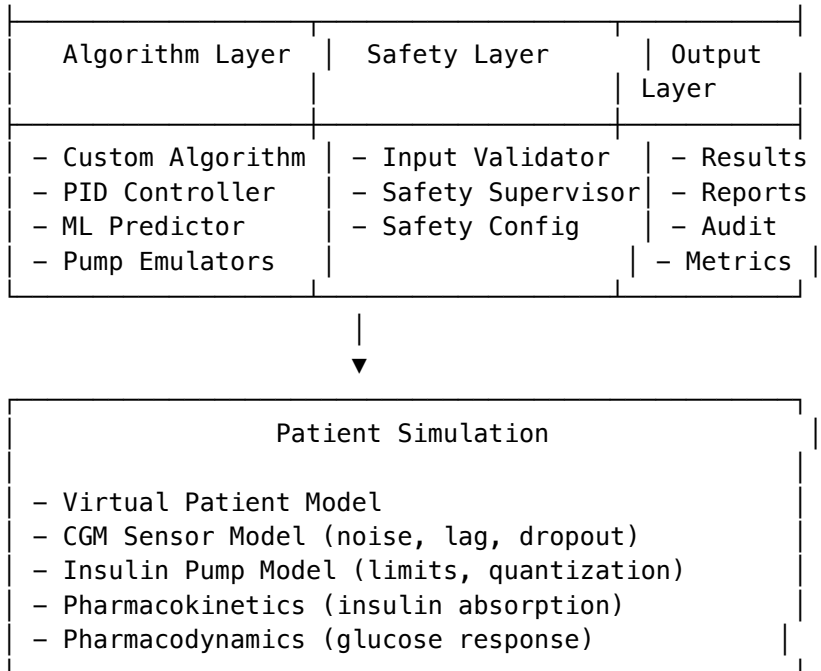 Algorithm Layer | Safety Layer | Output
Layer
– Custom Algorithm | – Input Validator | – Results
– PID Controller | – Safety Supervisor | – Reports
– ML Predictor | – Safety Config | – Audit
– Pump Emulators | | – Metrics
▼
Patient Simulation
– Virtual Patient Model
– CGM Sensor Model (noise, lag, dropout)
– Insulin Pump Model (limits, quantization)
– Pharmacokinetics (insulin absorption)
– Pharmacodynamics (glucose response)